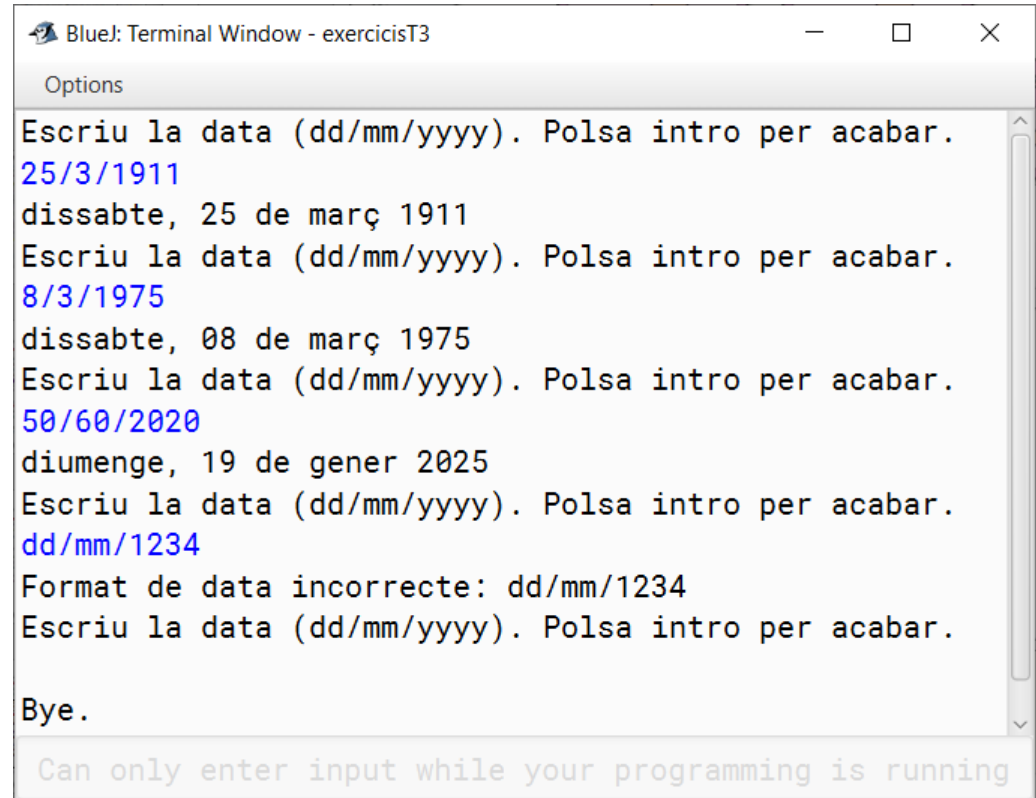 BlueJ: Terminal Window - exercicisT3
Options
Escriu la data (dd/mm/yyyy). Polsa intro per acabar.
25/3/1911
dissabte, 25 de març 1911
Escriu la data (dd/mm/yyyy). Polsa intro per acabar.
8/3/1975
dissabte, 08 de març 1975
Escriu la data (dd/mm/yyyy). Polsa intro per acabar.
50/60/2020
diumenge, 19 de gener 2025
Escriu la data (dd/mm/yyyy). Polsa intro per acabar.
dd/mm/1234
Format de data incorrecte: dd/mm/1234
Escriu la data (dd/mm/yyyy). Polsa intro per acabar.
Bye.
Can only enter input while your programming is running